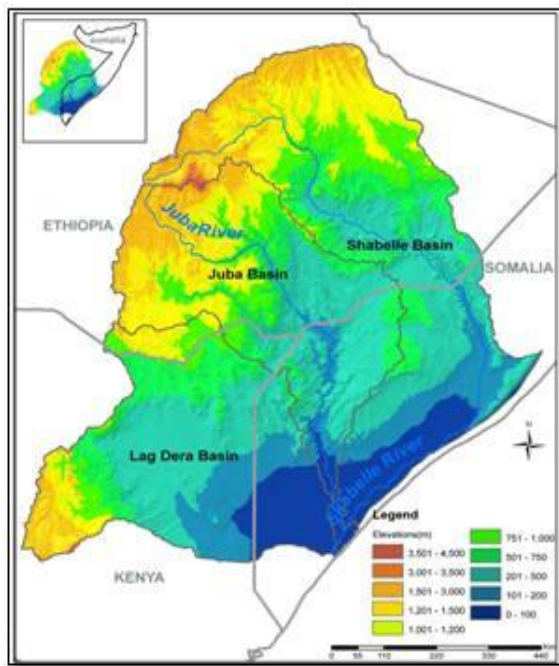 somalia
ETHIOPIA
JubaRiver
Shabelle Basin
SOMALIA
Juba Basin
Lag Dera Basin
Shabelle River
KENYA
N
Legend
Elevations(m)
3,501 - 4,500
3,001 - 3,500
1,501 - 3,000
1,201 - 1,500
1,001 - 1,200
751 - 1,000
501 - 750
201 - 500
101 - 200
0 - 100
0 55 110 220 330 440